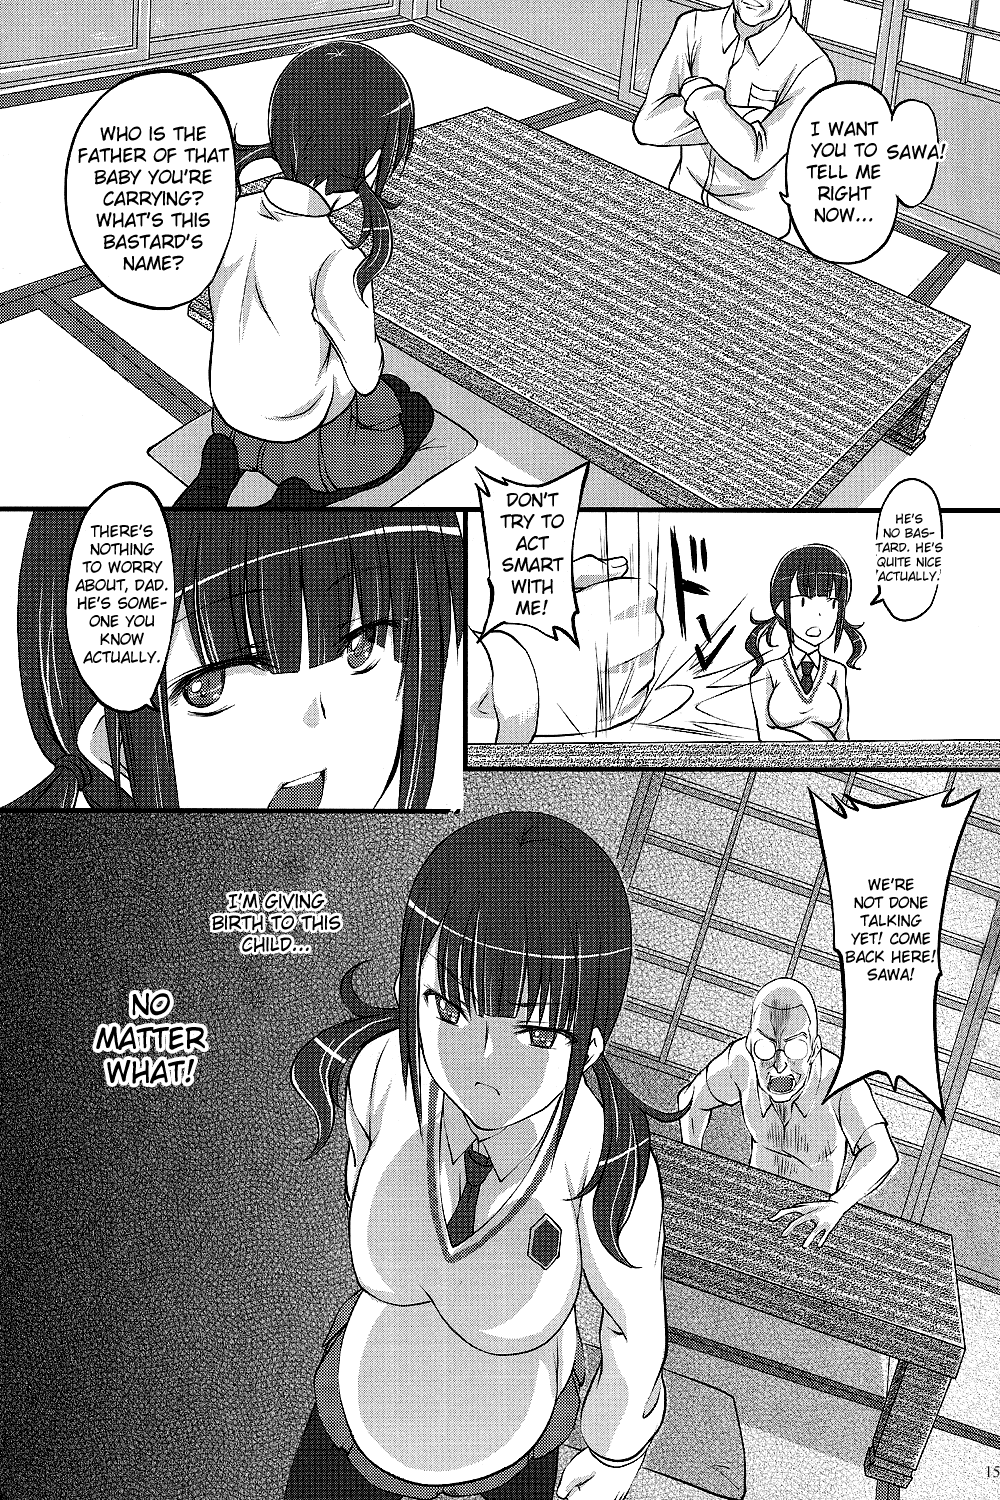 SAWA!
I WANT
YOU TO
TELL ME
RIGHT
NOW...
WHO IS THE
FATHER OF THAT
BABY YOU'RE
CARRYING?
WHAT'S THIS
BASTARD'S
NAME?
HE'S
NO BAS-
TARD. HE'S
QUITE NICE
ACTUALLY.
DON'T
TRY TO
ACT
SMART
WITH
ME!
THERE'S
NOTHING
TO WORRY
ABOUT, DAD.
HE'S SOME-
ONE YOU
KNOW
ACTUALLY.
WE'RE
NOT DONE
TALKING
YET! COME
BACK HERE!
SAWA!
I'M GIVING
BIRTH TO THIS
CHILD...
NO
MATTER
WHAT!
15